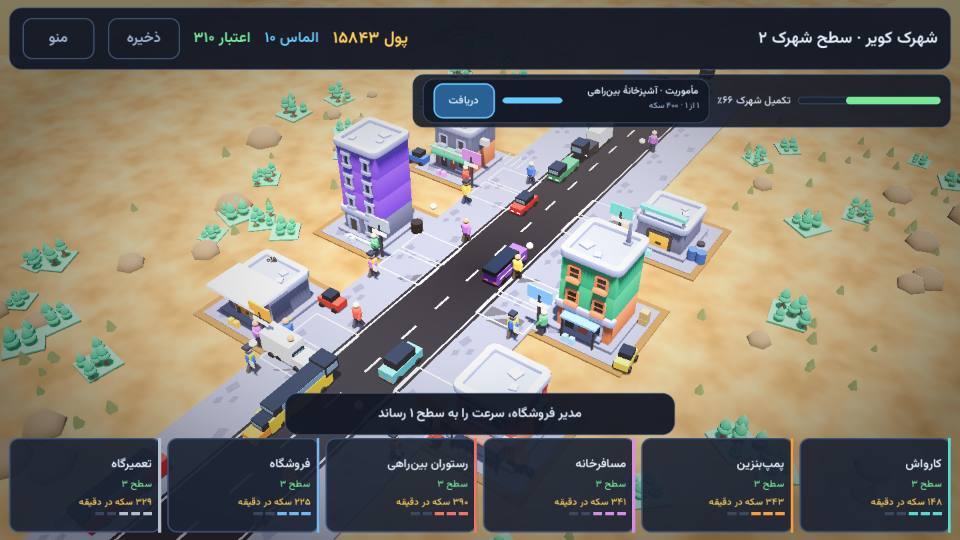 شهرک کویر · سطح شهرک ۲
پول ۱۵۸۴۳
الماس ۱۰
اعتبار ۳۱۰
ذخیره
منو
تکمیل شهرک ۶۶٪
مأموریت · آشپزخانهٔ بین‌راهی
۱ از ۱ · ۴۰۰ سکه
دریافت
مدیر فروشگاه، سرعت را به سطح ۱ رساند
کارواش
سطح ۳
۱۴۸ سکه در دقیقه
پمپ‌بنزین
سطح ۳
۳۴۳ سکه در دقیقه
مسافرخانه
سطح ۳
۳۴۱ سکه در دقیقه
رستوران بین‌راهی
سطح ۳
۳۹۰ سکه در دقیقه
فروشگاه
سطح ۳
۲۲۵ سکه در دقیقه
تعمیرگاه
سطح ۳
۳۲۹ سکه در دقیقه